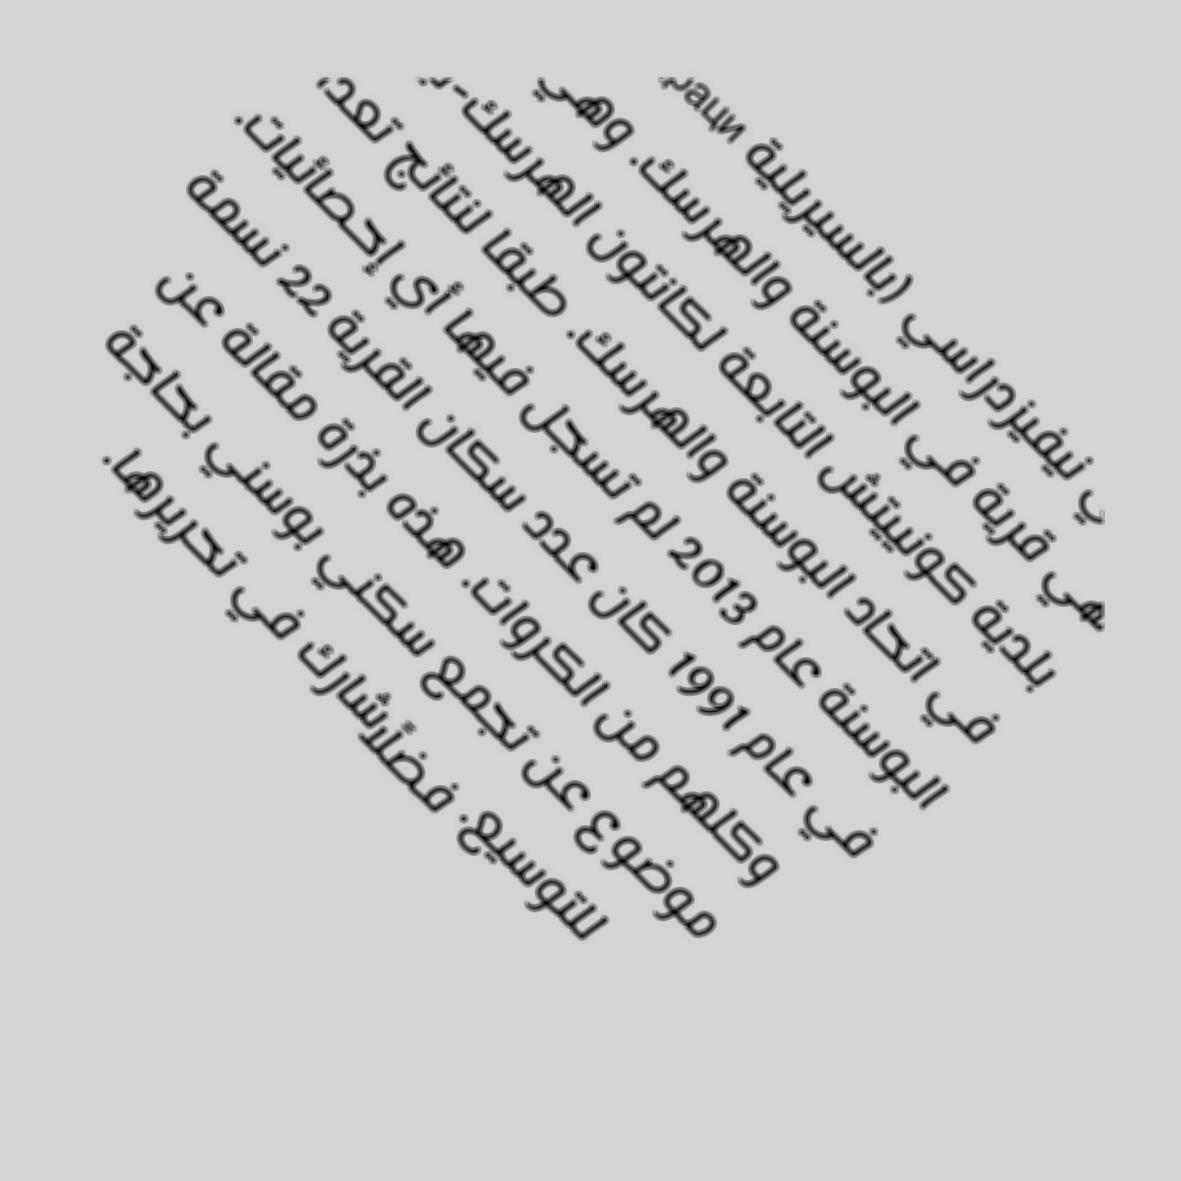 نيفيزدراسي (بالسيريلية
قرية في البوسنة والهرسك. وهي
بلدية كونييتش التابعة لكانتون الهرسك-
في اتحاد البوسنة والهرسك. طبقا لنتائج تعد
البوسنة عام 2013 لم تسجل فيها أي إحصائيات.
في عام 1991 كان عدد سكان القرية 22 نسمة
وكلهم من الكروات. هذه بذرة مقالة عن
موضوع عن تجمع سكني بوسني بحاجة
للتوسيع. فضلًا شارك في تحريرها.